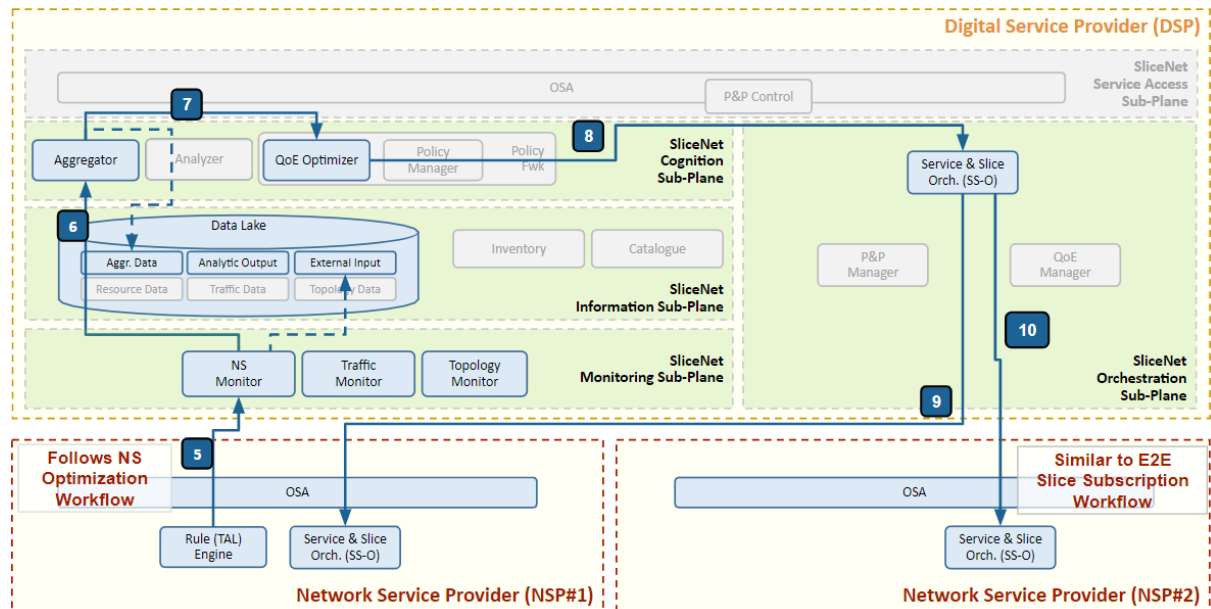 Digital Service Provider (DSP)
OSA
P&P Control
SliceNet
Service Access
Sub-Plane
7
8
Aggregator
Analyzer
QoE Optimizer
Policy
Manager
Policy
Fwk
SliceNet
Cognition
Sub-Plane
Service & Slice
Orch. (SS-O)
6
Data Lake
Aggr. Data
Analytic Output
External Input
Resource Data
Traffic Data
Topology Data
Inventory
Catalogue
SliceNet
Information Sub-Plane
P&P
Manager
QoE
Manager
10
NS
Monitor
Traffic
Monitor
Topology
Monitor
SliceNet
Monitoring Sub-Plane
SliceNet
Orchestration
Sub-Plane
9
5
Follows NS
Optimization
Workflow
OSA
Rule (TAL)
Engine
Service & Slice
Orch. (SS-O)
Network Service Provider (NSP#1)
Similar to E2E
Slice Subscription
Workflow
OSA
Service & Slice
Orch. (SS-O)
Network Service Provider (NSP#2)